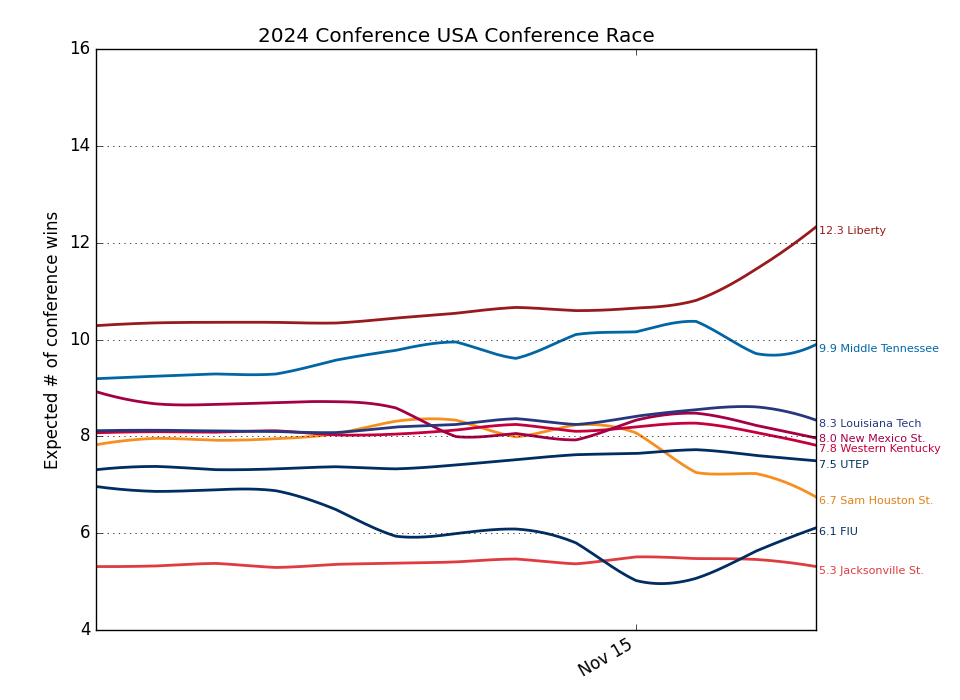 2024 Conference USA Conference Race
Expected # of conference wins
16
14
12
10
8
6
4
12.3 Liberty
9.9 Middle Tennessee
8.3 Louisiana Tech
8.0 New Mexico St.
7.8 Western Kentucky
7.5 UTEP
6.7 Sam Houston St.
6.1 FIU
5.3 Jacksonville St.
Nov 15